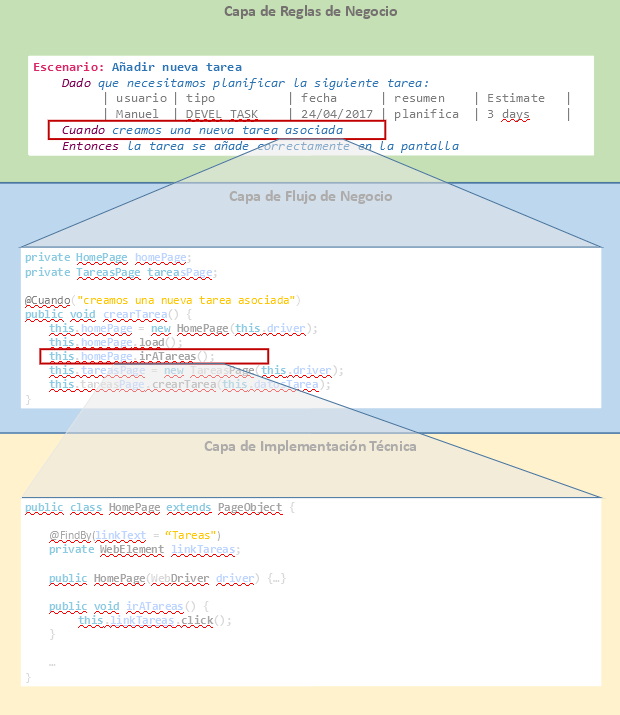 Capa de Reglas de Negocio
Escenario: Añadir nueva tarea
Dado que necesitamos planificar la siguiente tarea:
| usuario | tipo | fecha | resumen | Estimate |
| Manuel | DEVEL_TASK | 24/04/2017 | planifica | 3 days |
Cuando creamos una nueva tarea asociada
Entonces la tarea se añade correctamente en la pantalla
Capa de Flujo de Negocio
private HomePage homePage;
private TareasPage tareasPage;
@Cuando("creamos una nueva tarea asociada")
public void crearTarea() {
this.homePage = new HomePage(this.driver);
this.homePage.load();
this.homePage.irATareas();
this.tareasPage = new TareasPage(this.driver);
this.tareasPage.crearTarea(this.datosTarea);
}
Capa de Implementación Técnica
public class HomePage extends PageObject {
@FindBy(linkText = “Tareas")
private WebElement linkTareas;
public HomePage(WebDriver driver) {…}
public void irATareas() {
this.linkTareas.click();
}
…
}